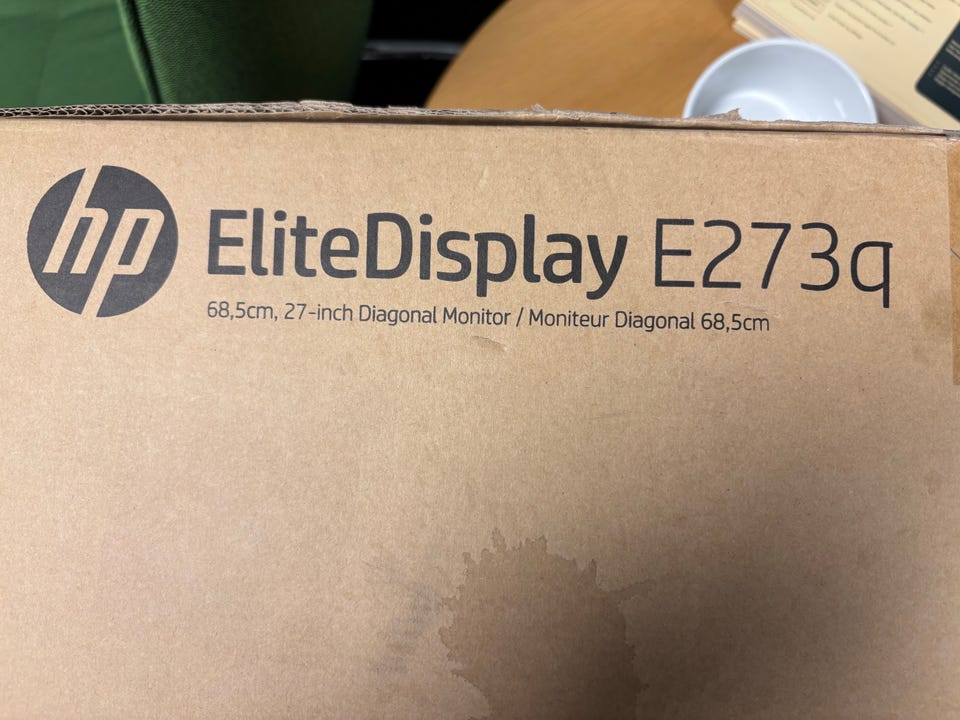 hp EliteDisplay E273q
68,5cm, 27-inch Diagonal Monitor / Moniteur Diagonal 68,5cm